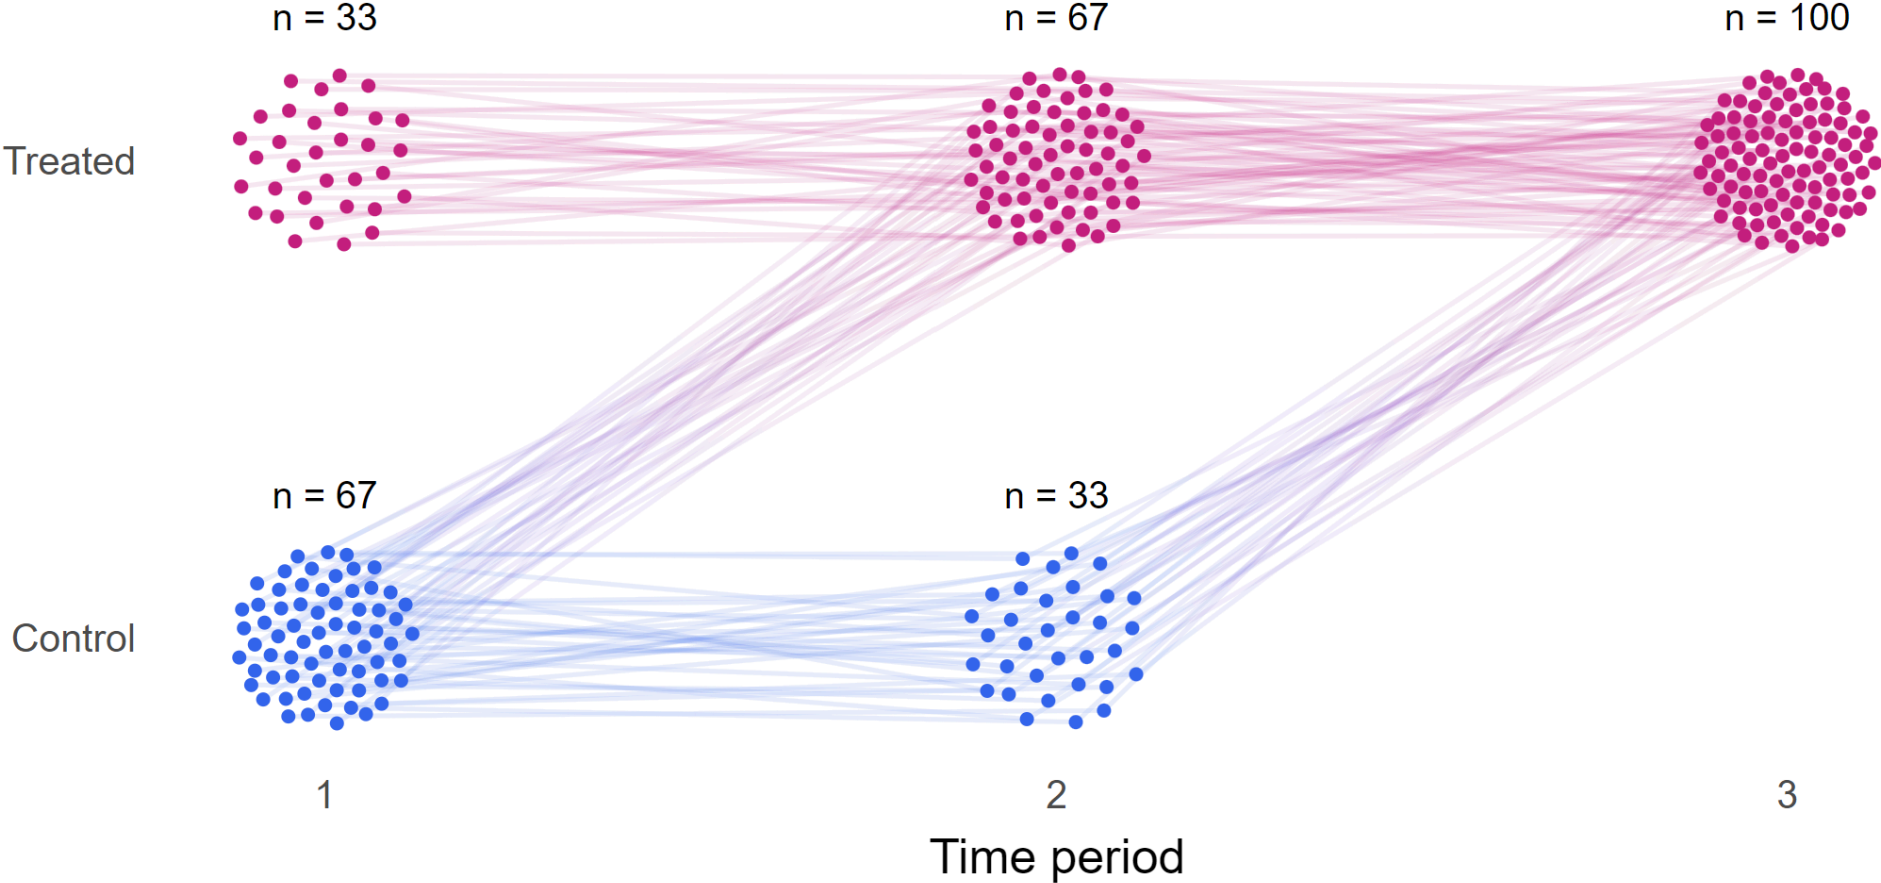 n = 33
n = 67
n = 100
Treated
n = 67
n = 33
Control
1
2
3
Time period